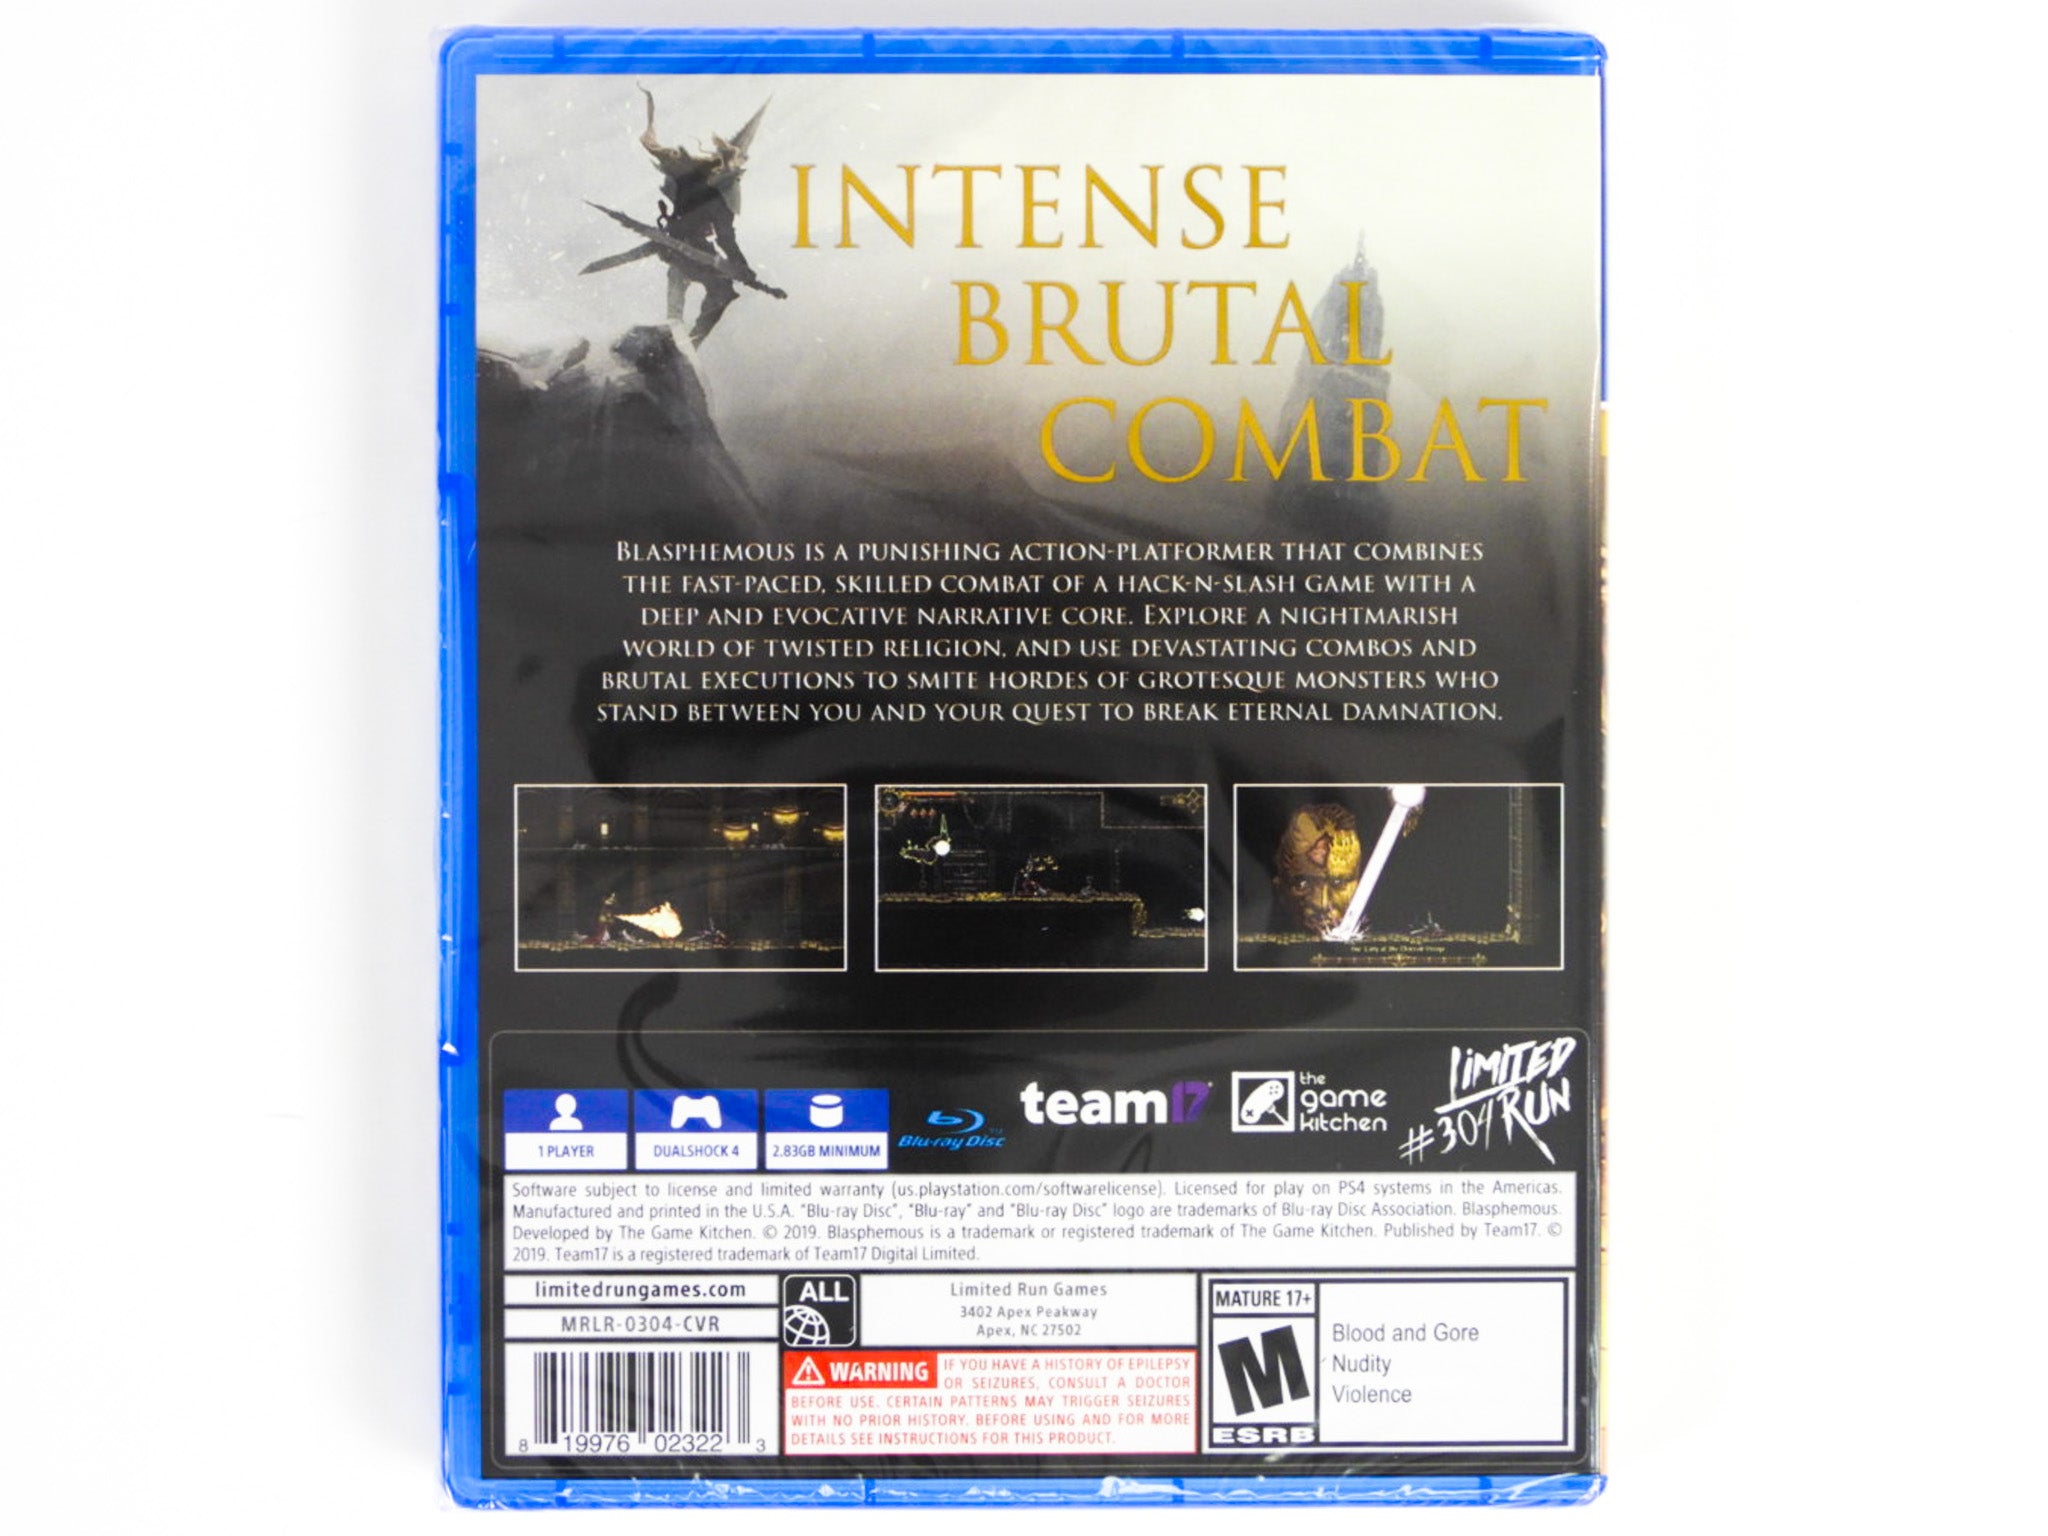 INTENSE
BRUTAL
COMBAT
BLASPHEMOUS IS A PUNISHING ACTION-PLATFORMER THAT COMBINES
THE FAST-PACED, SKILLED COMBAT OF A HACK-N-SLASH GAME WITH A
DEEP AND EVOCATIVE NARRATIVE CORE. EXPLORE A NIGHTMARISH
WORLD OF TWISTED RELIGION, AND USE DEVASTATING COMBOS AND
BRUTAL EXECUTIONS TO SMITE HORDES OF GROTESQUE MONSTERS WHO
STAND BETWEEN YOU AND YOUR QUEST TO BREAK ETERNAL DAMNATION.
1 PLAYER
DUALSHOCK 4
2.83GB MINIMUM
Blu-ray Disc™
team17
the
game
kitchen
LIMITED
RUN
#304
Software subject to license and limited warranty (us.playstation.com/softwarelicense). Licensed for play on PS4 systems in the Americas.
Manufactured and printed in the U.S.A. "Blu-ray Disc", "Blu-ray" and "Blu-ray Disc" logo are trademarks of Blu-ray Disc Association. Blasphemous.
Developed by The Game Kitchen. © 2019. Blasphemous is a trademark or registered trademark of The Game Kitchen. Published by Team17. ©
2019. Team17 is a registered trademark of Team17 Digital Limited.
limitedrungames.com
MRLR-0304-CVR
8 19976 02322 3
ALL
Limited Run Games
3402 Apex Peakway
Apex, NC 27502
WARNING IF YOU HAVE A HISTORY OF EPILEPSY
OR SEIZURES, CONSULT A DOCTOR
BEFORE USE. CERTAIN PATTERNS MAY TRIGGER SEIZURES
WITH NO PRIOR HISTORY. BEFORE USING AND FOR MORE
DETAILS SEE INSTRUCTIONS FOR THIS PRODUCT.
MATURE 17+
M
ESRB
Blood and Gore
Nudity
Violence